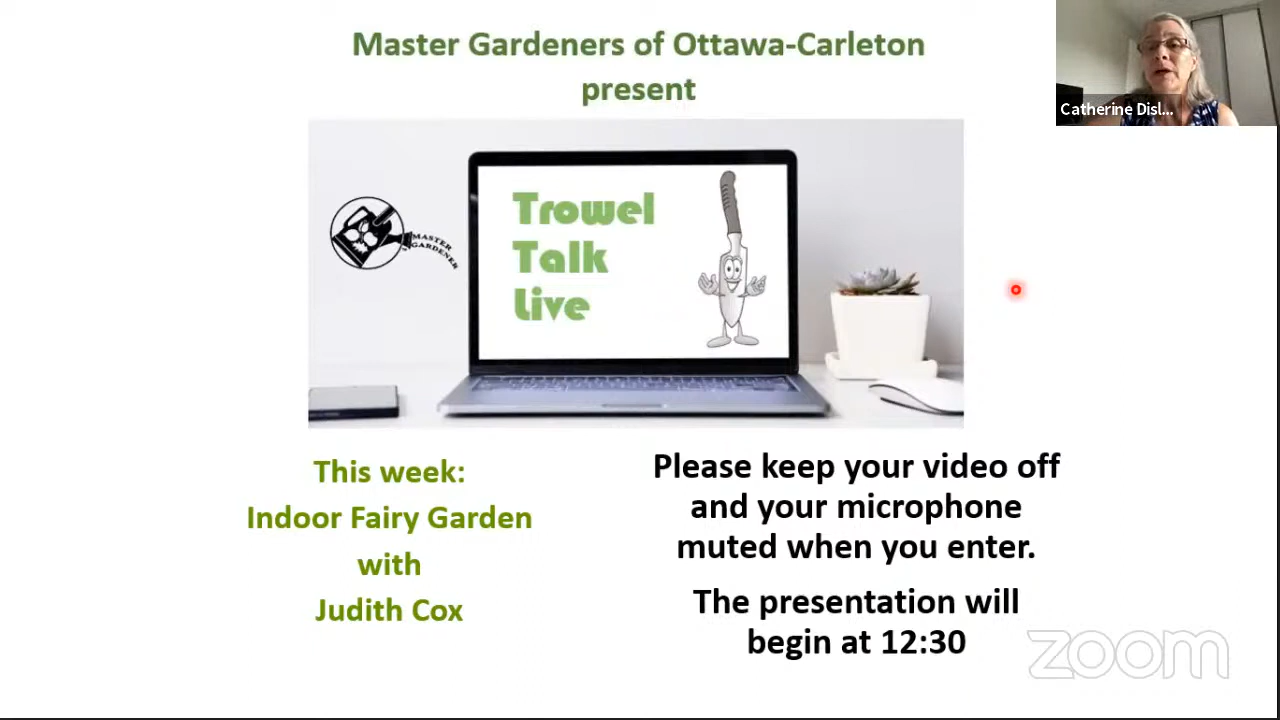 Master Gardeners of Ottawa-Carleton
present
Catherine Disl...
Trowel
Talk
Live
MASTER
GARDENER
This week:
Indoor Fairy Garden
with
Judith Cox
Please keep your video off
and your microphone
muted when you enter.
The presentation will
begin at 12:30
zoom